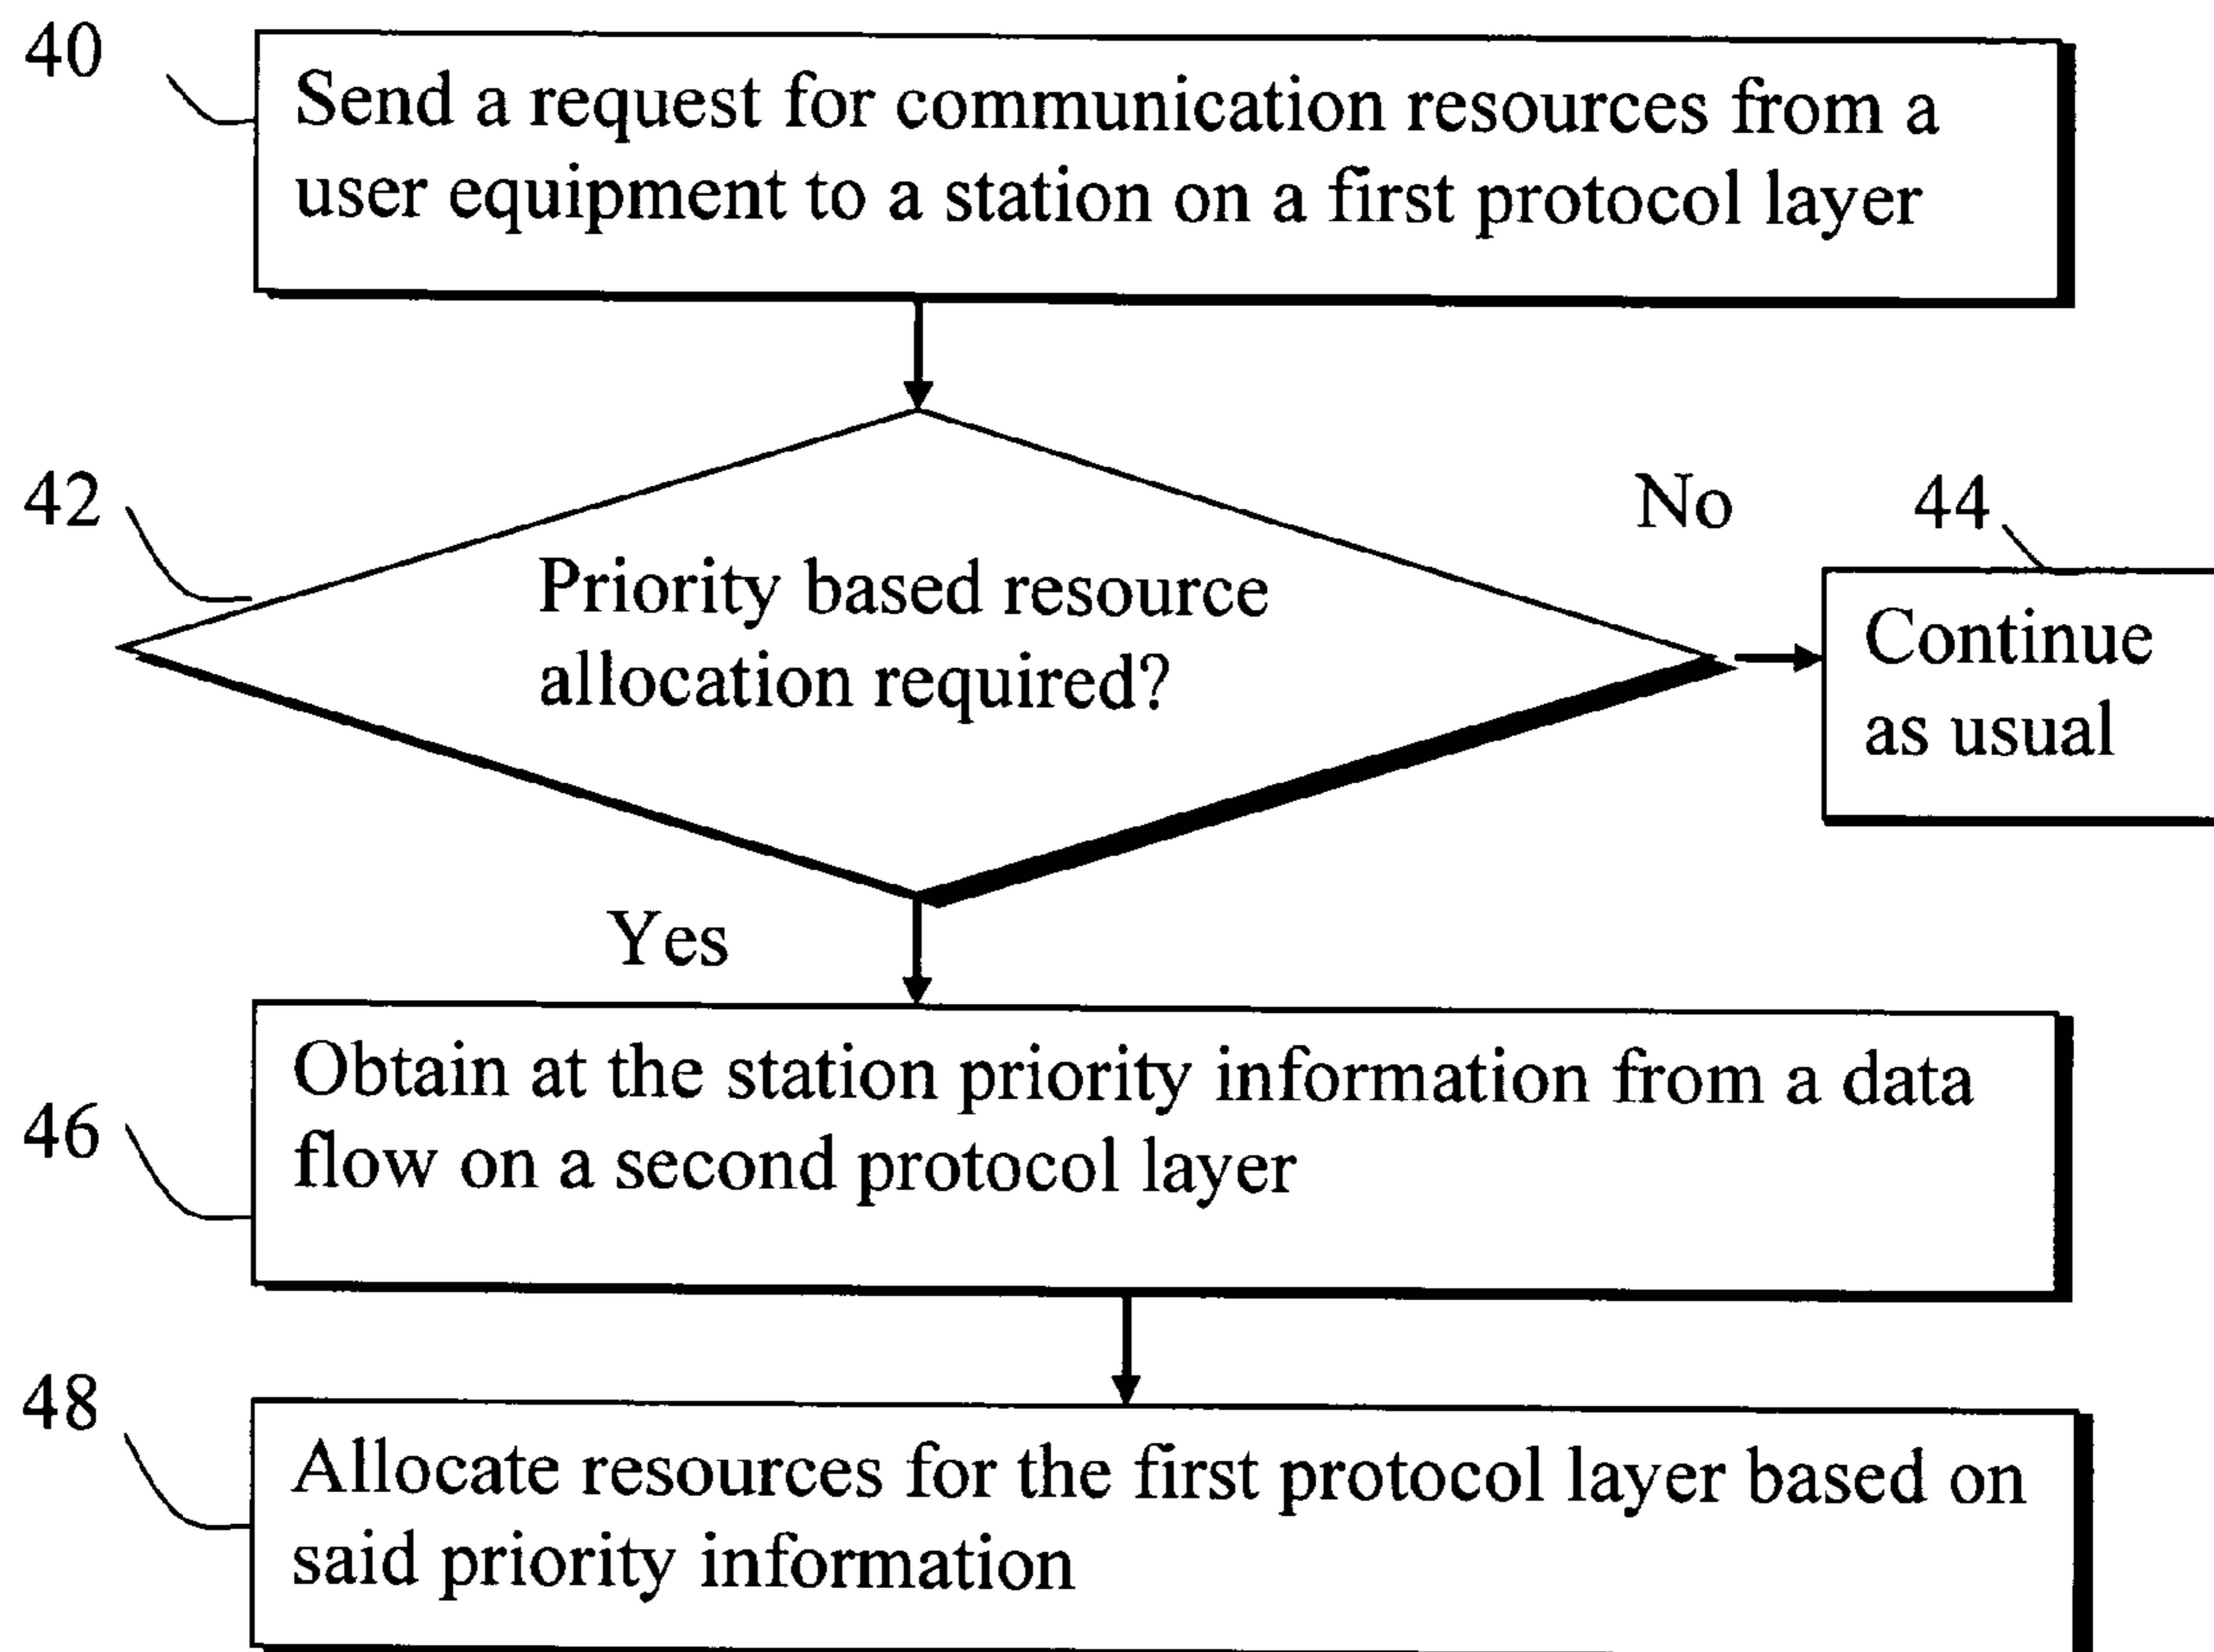 40
Send a request for communication resources from a
user equipment to a station on a first protocol layer
42
Priority based resource
allocation required?
No
44
Continue
as usual
Yes
46
Obtain at the station priority information from a data
flow on a second protocol layer
48
Allocate resources for the first protocol layer based on
said priority information